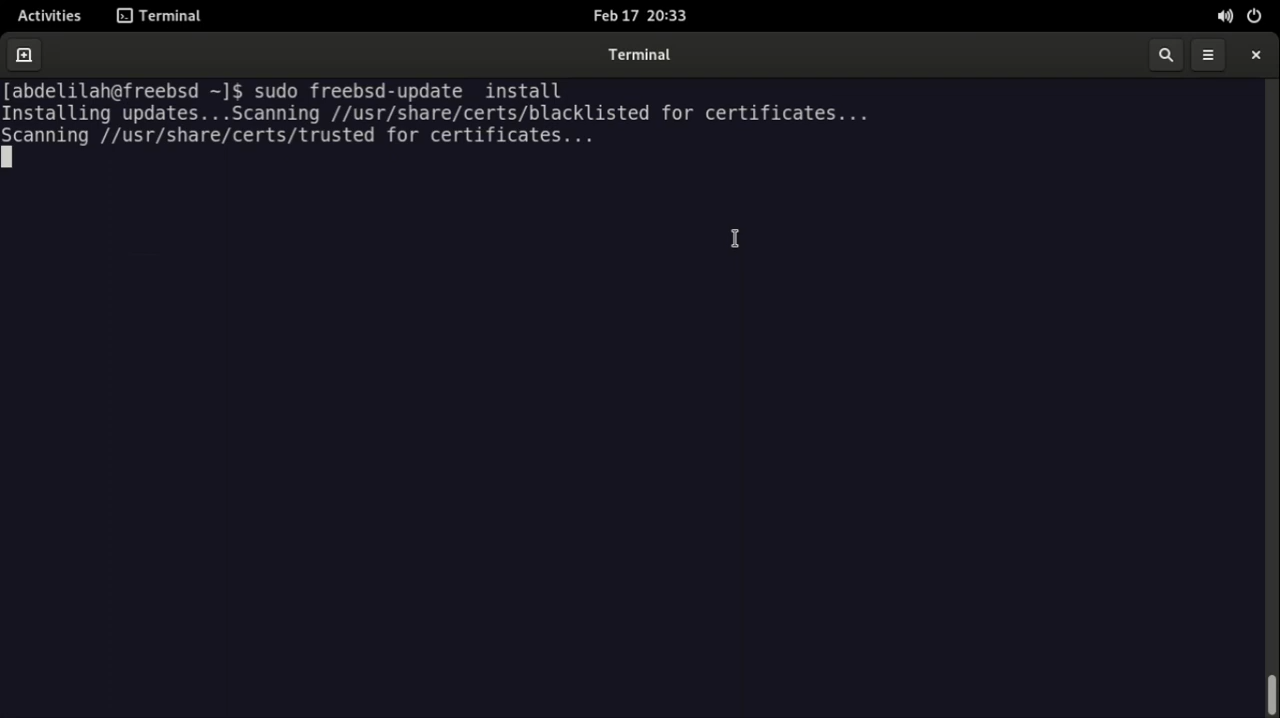 Activities Terminal Feb 17 20:33
Terminal
[abdelilah@freebsd ~]$ sudo freebsd-update  install
Installing updates...Scanning //usr/share/certs/blacklisted for certificates...
Scanning //usr/share/certs/trusted for certificates...